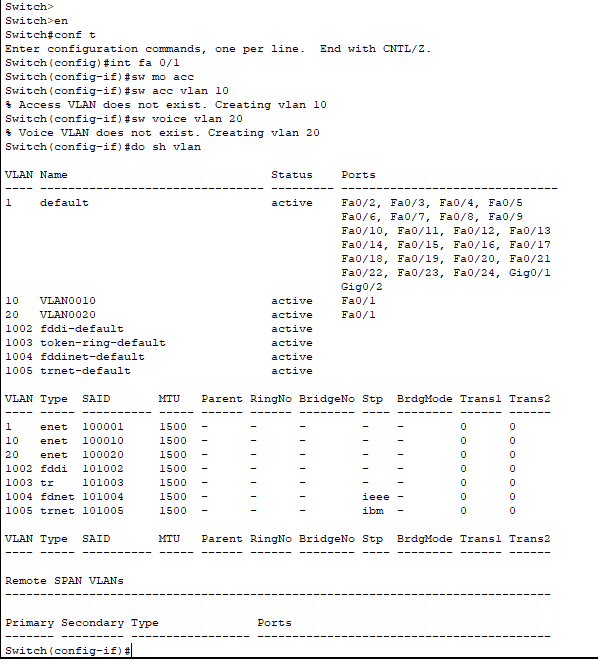 Switch>
Switch>en
Switch#conf t
Enter configuration commands, one per line.  End with CNTL/Z.
Switch(config)#int fa 0/1
Switch(config-if)#sw mo acc
Switch(config-if)#sw acc vlan 10
% Access VLAN does not exist. Creating vlan 10
Switch(config-if)#sw voice vlan 20
% Voice VLAN does not exist. Creating vlan 20
Switch(config-if)#do sh vlan

VLAN Name                             Status    Ports
---- -------------------------------- --------- -------------------------------
1    default                          active    Fa0/2, Fa0/3, Fa0/4, Fa0/5
                                                Fa0/6, Fa0/7, Fa0/8, Fa0/9
                                                Fa0/10, Fa0/11, Fa0/12, Fa0/13
                                                Fa0/14, Fa0/15, Fa0/16, Fa0/17
                                                Fa0/18, Fa0/19, Fa0/20, Fa0/21
                                                Fa0/22, Fa0/23, Fa0/24, Gig0/1
                                                Gig0/2
10   VLAN0010                         active    Fa0/1
20   VLAN0020                         active    Fa0/1
1002 fddi-default                     active
1003 token-ring-default               active
1004 fddinet-default                  active
1005 trnet-default                    active

VLAN Type  SAID       MTU   Parent RingNo BridgeNo Stp  BrdgMode Trans1 Trans2
---- ----- ---------- ----- ------ ------ -------- ---- -------- ------ ------
1    enet  100001     1500  -      -      -        -    -        0      0
10   enet  100010     1500  -      -      -        -    -        0      0
20   enet  100020     1500  -      -      -        -    -        0      0
1002 fddi  101002     1500  -      -      -        -    -        0      0
1003 tr    101003     1500  -      -      -        -    -        0      0
1004 fdnet 101004     1500  -      -      -        ieee -        0      0
1005 trnet 101005     1500  -      -      -        ibm  -        0      0

VLAN Type  SAID       MTU   Parent RingNo BridgeNo Stp  BrdgMode Trans1 Trans2
---- ----- ---------- ----- ------ ------ -------- ---- -------- ------ ------

Remote SPAN VLANs
------------------------------------------------------------------------------

Primary Secondary Type              Ports
------- --------- ----------------- ------------------------------------------
Switch(config-if)#